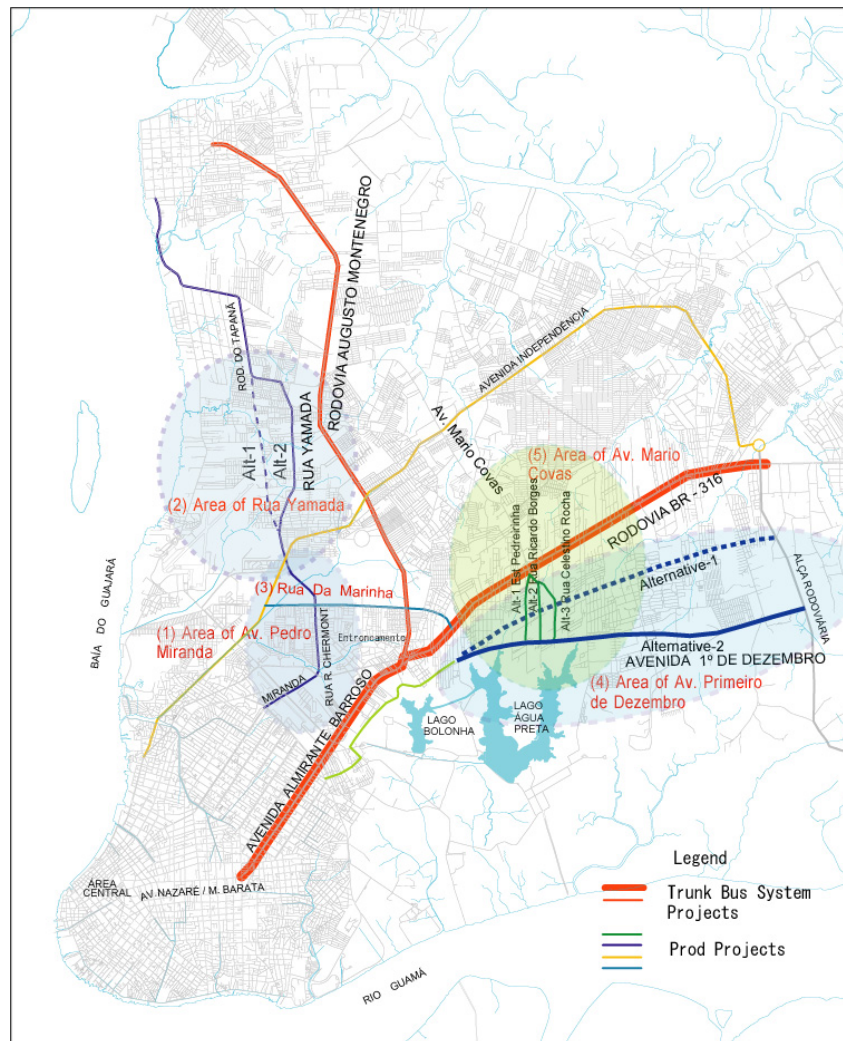 RODOVIA AUGUSTO MONTENEGRO
ROD. DO TAPANÃ
Alt-1
Alt-2
RUA YAMADA
(2) Area of Rua Yamada
AVENIDA INDEPENDÊNCIA
Av. Mario Covas
(5) Area of Av. Mario
Covas
RODOVIA BR - 316
Alt-1 Est Pedreirinha
Alt-2 Rua Ricardo Borges
Alt-3 Rua Celestino Rocha
Alternative-1
ALÇA RODOVIÁRIA
Alternative-2
AVENIDA 1º DE DEZEMBRO
(4) Area of Av. Primeiro
de Dezembro
(3) Rua Da Marinha
(1) Area of Av. Pedro
Miranda
Entroncamento
RUA R. CHERMONT
MIRANDA
BAÍA DO GUAJARÁ
LAGO
BOLONHA
LAGO
ÁGUA
PRETA
AVENIDA ALMIRANTE BARROSO
ÁREA
CENTRAL
AV NAZARÉ / M. BARATA
RIO GUAMÁ
Legend
Trunk Bus System
Projects
Prod Projects